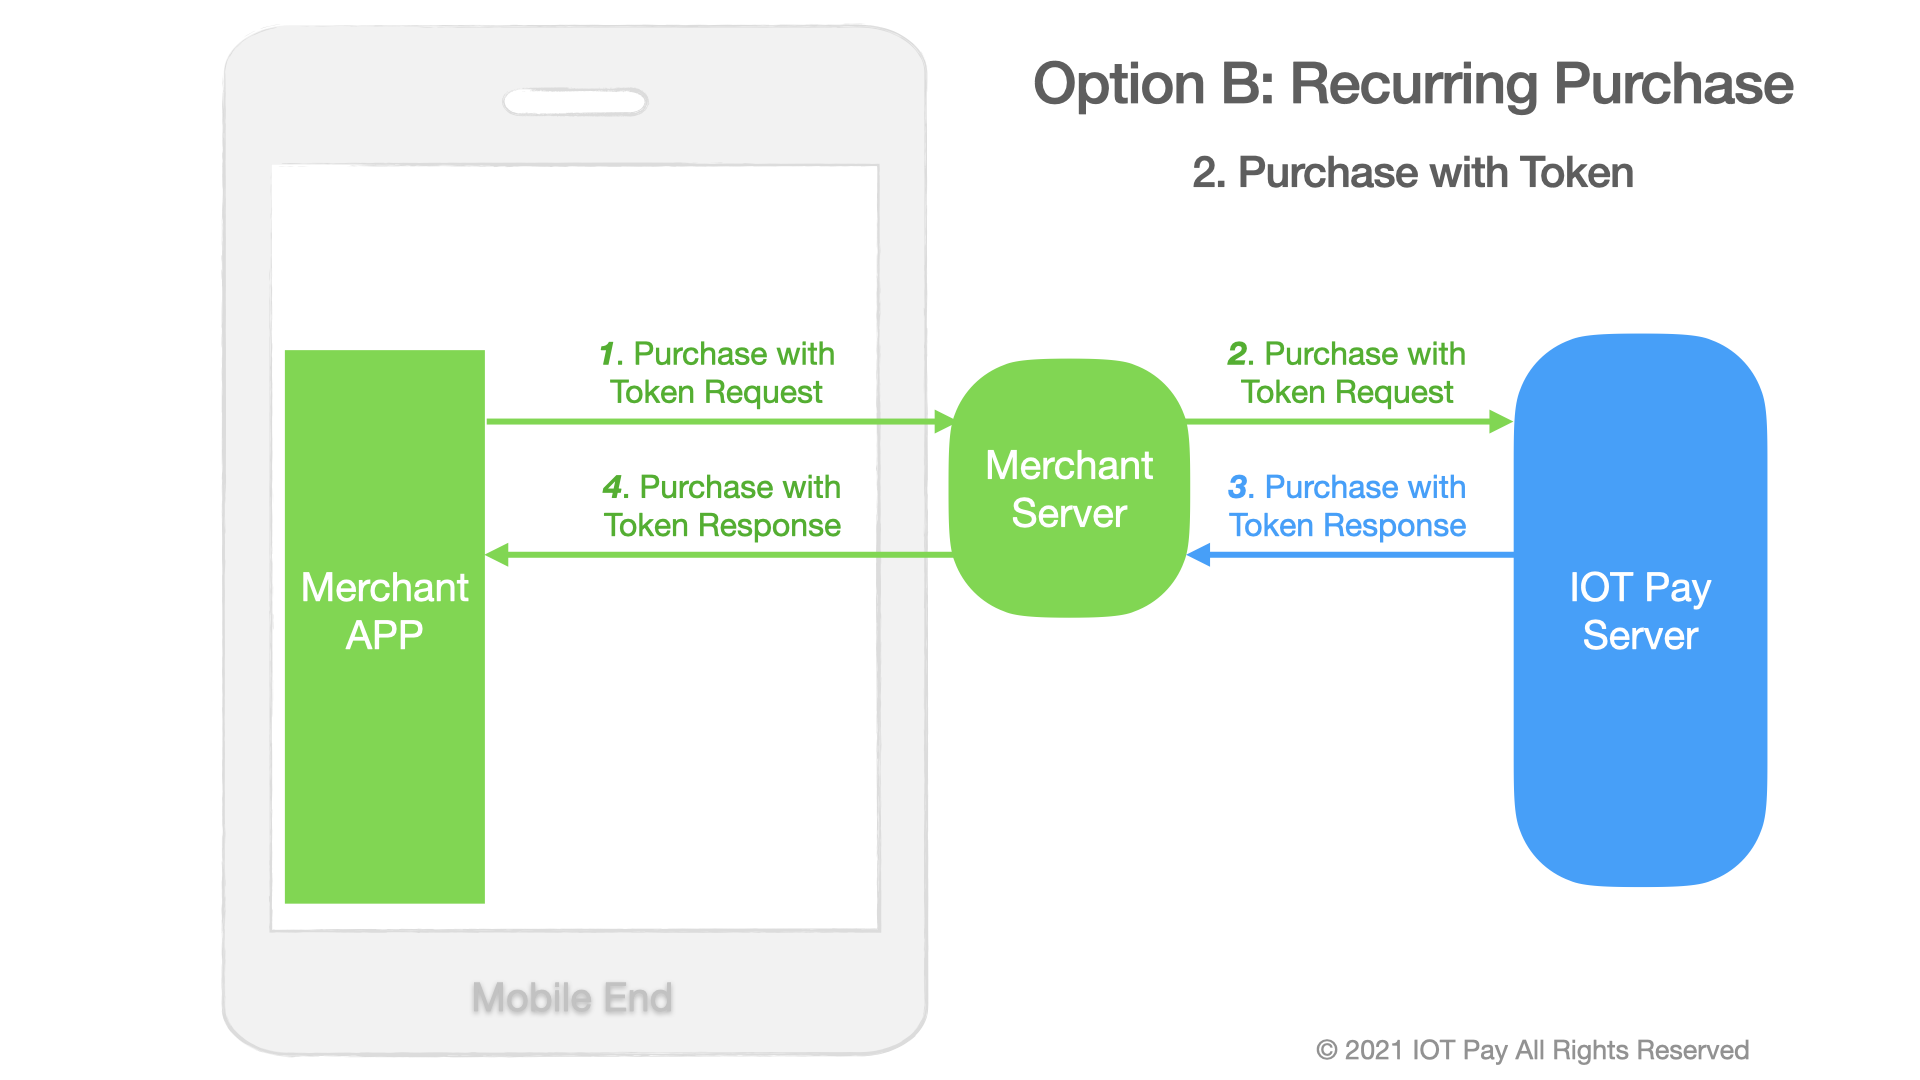 Option B: Recurring Purchase
2. Purchase with Token
1. Purchase with
Token Request
2. Purchase with
Token Request
4. Purchase with
Token Response
3. Purchase with
Token Response
Merchant
APP
Merchant
Server
IOT Pay
Server
Mobile End
© 2021 IOT Pay All Rights Reserved